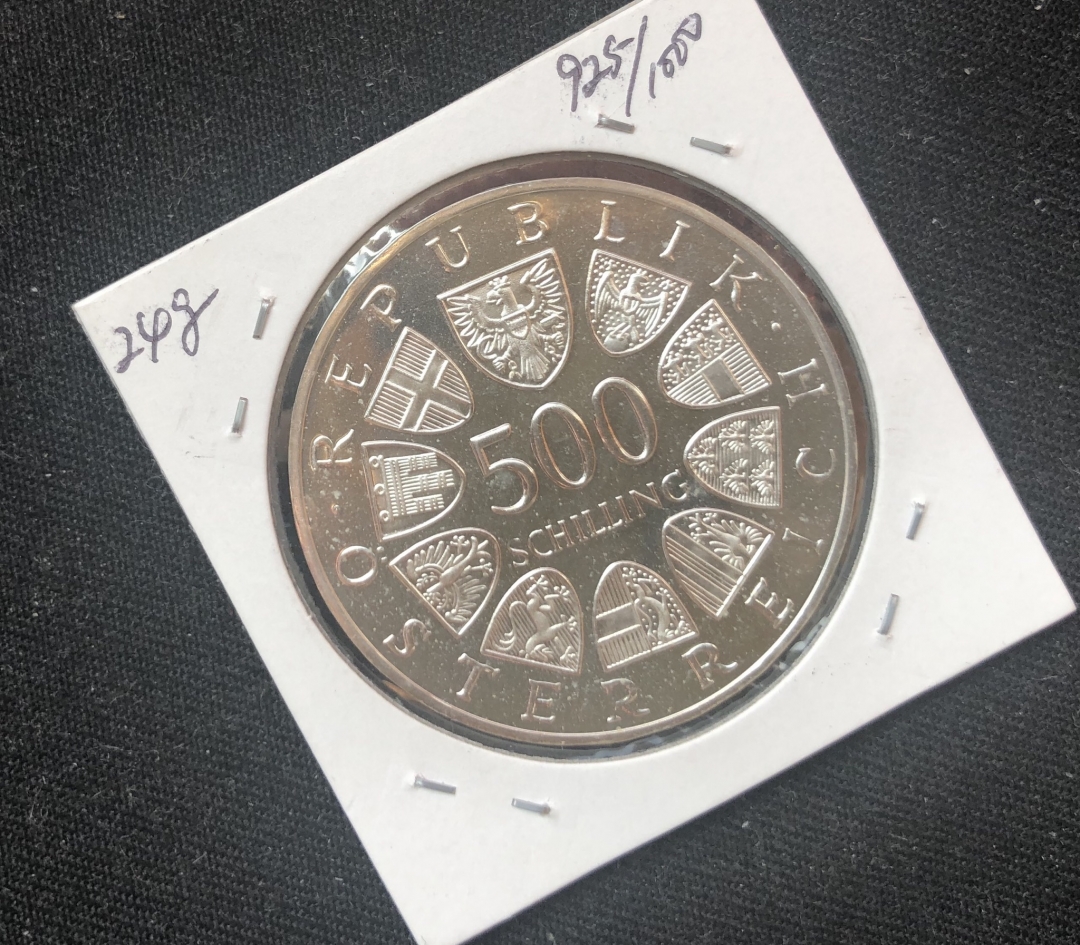 925/1000
24g
REPUBLIK · ÖSTERREICH ·
500
SCHILLING